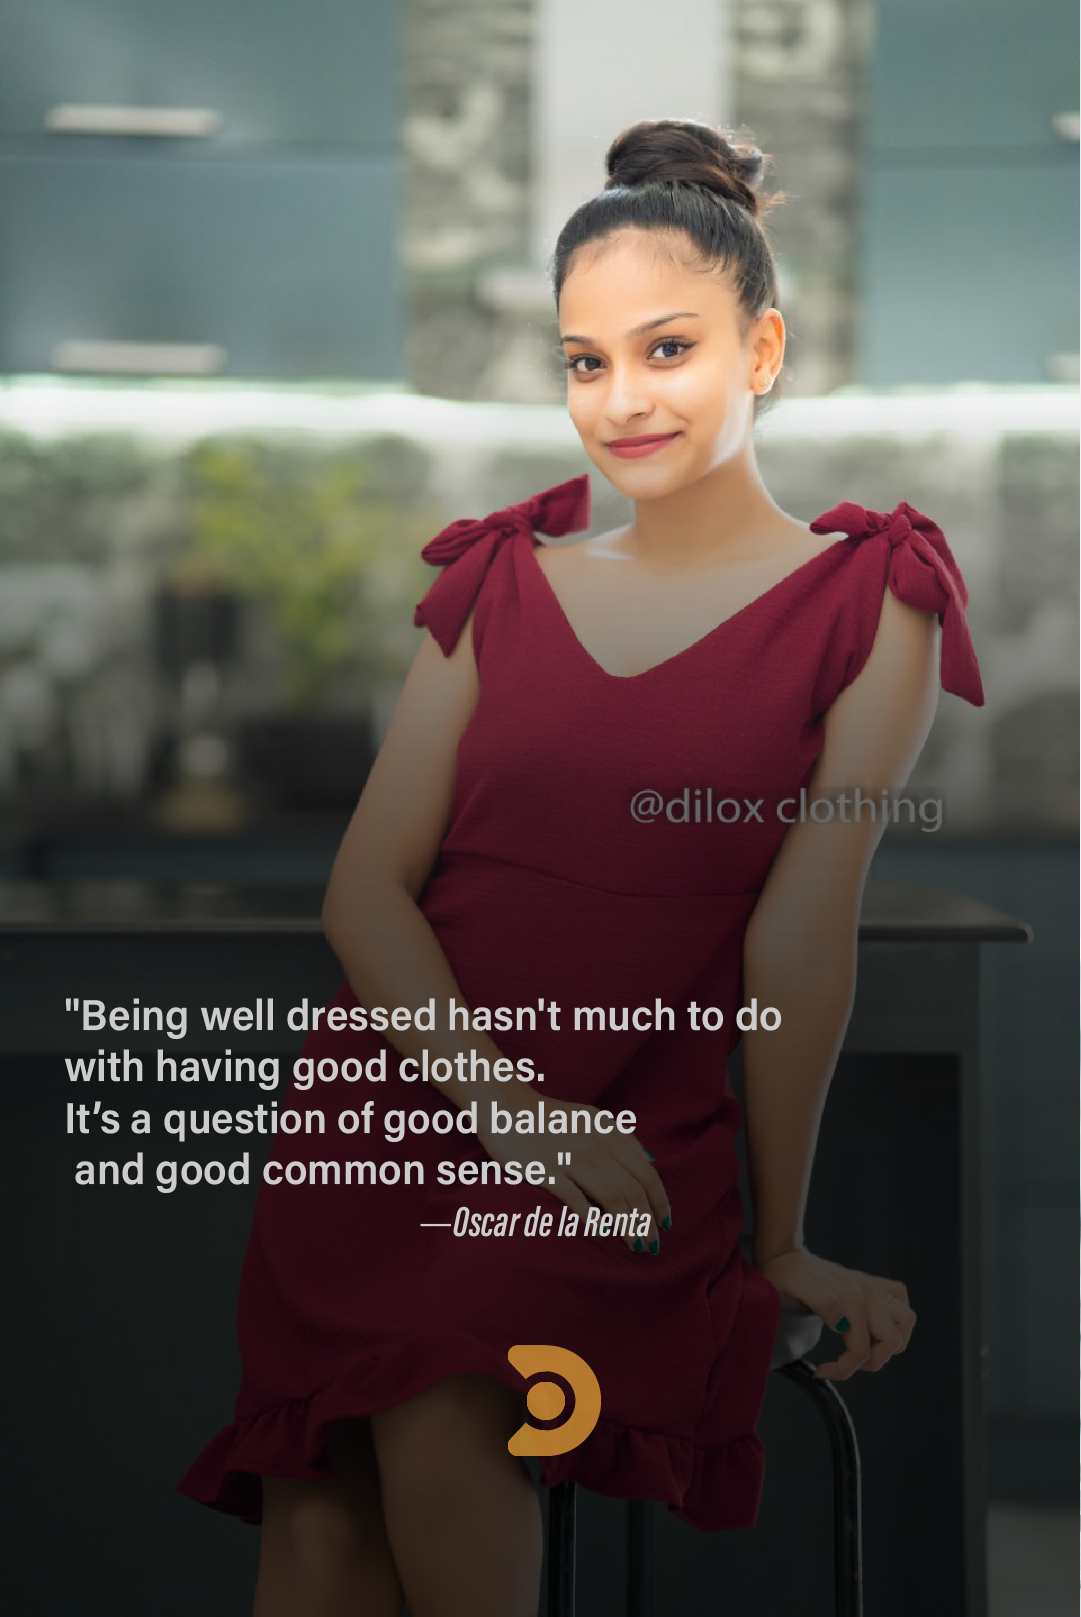 @dilox clothing
"Being well dressed hasn't much to do
with having good clothes.
It’s a question of good balance
and good common sense."
—Oscar de la Renta